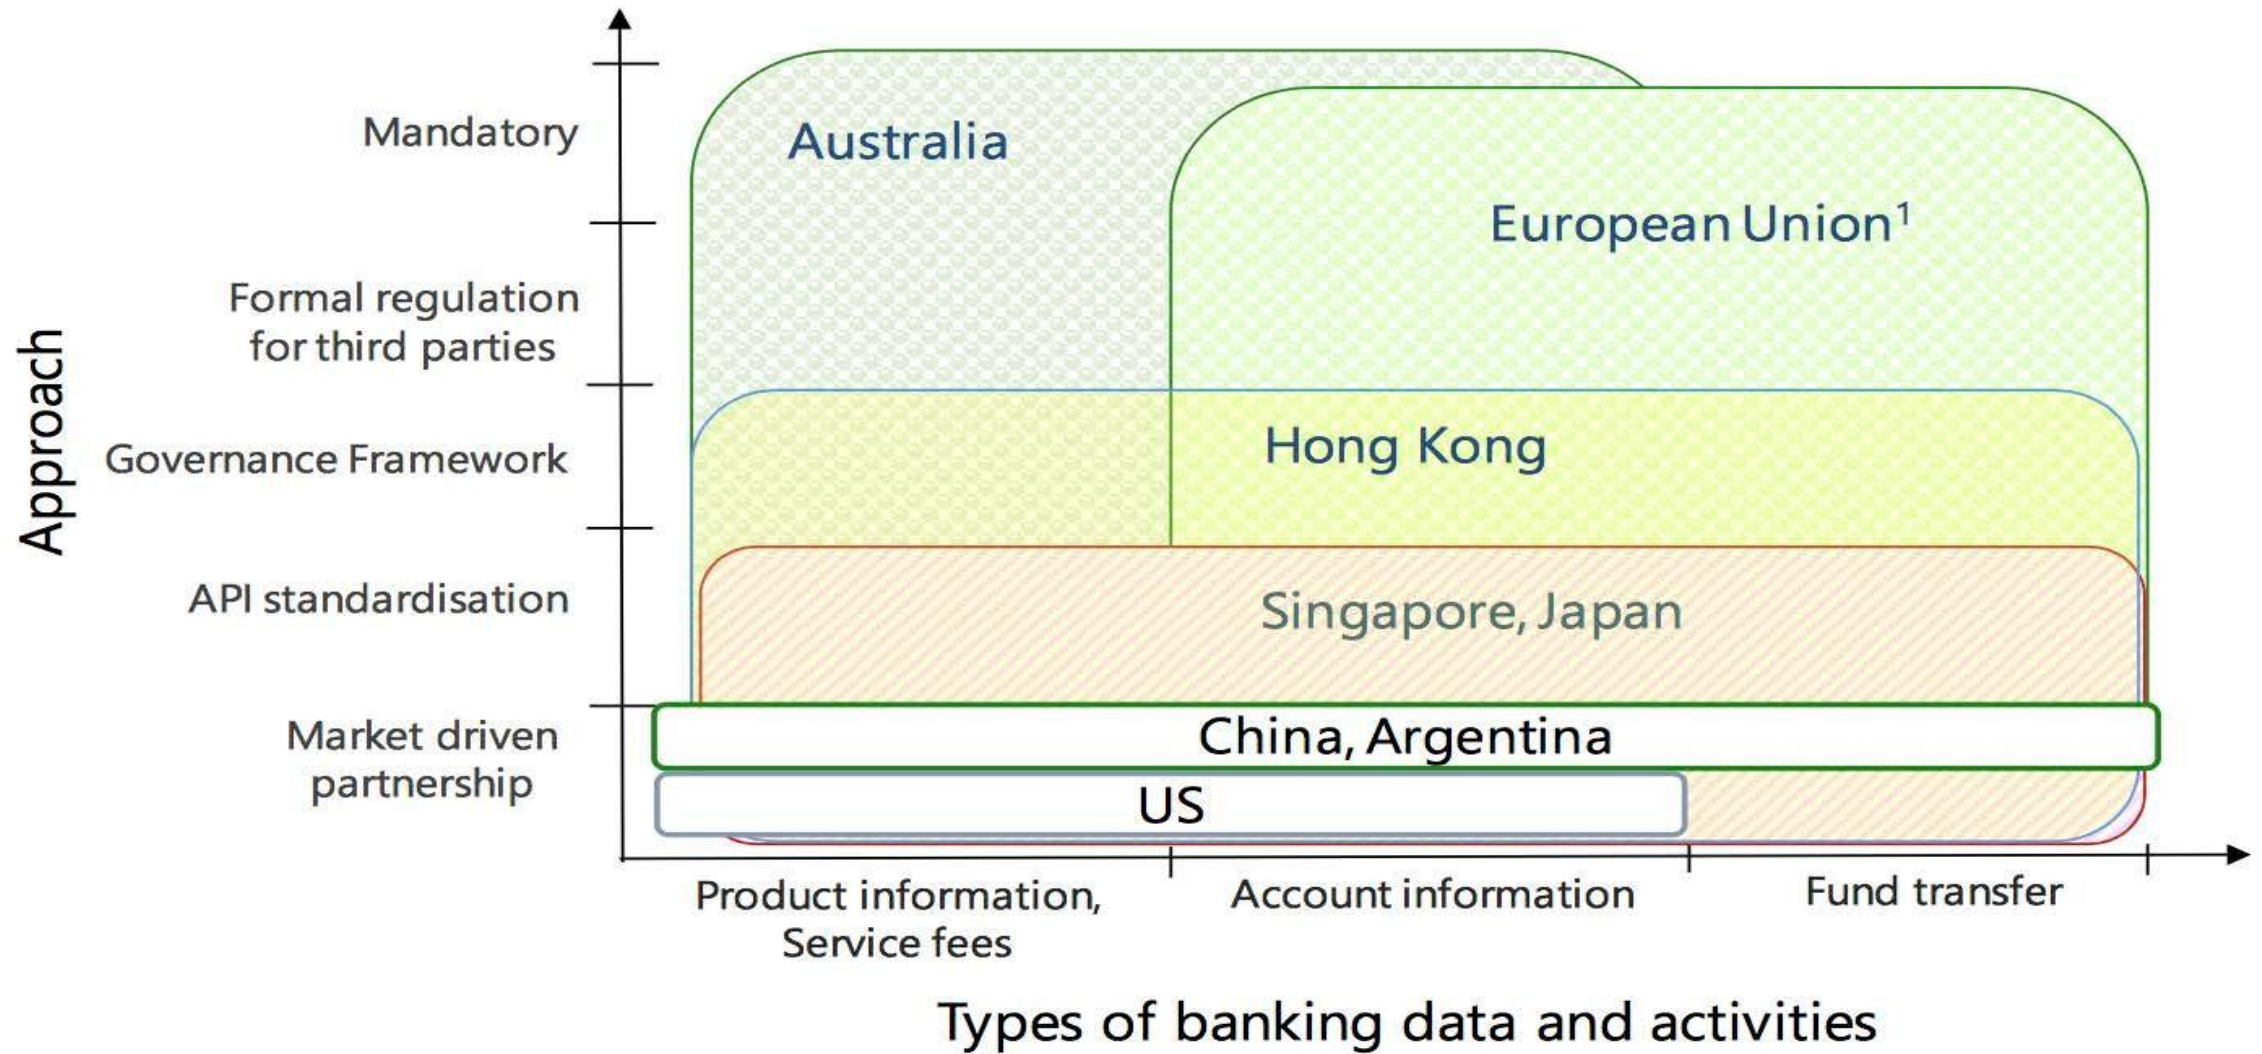 Mandatory
Australia
European Union¹
Formal regulation
for third parties
Approach
Governance Framework
Hong Kong
API standardisation
Singapore, Japan
Market driven
partnership
China, Argentina
US
Product information,
Service fees
Account information
Fund transfer
Types of banking data and activities